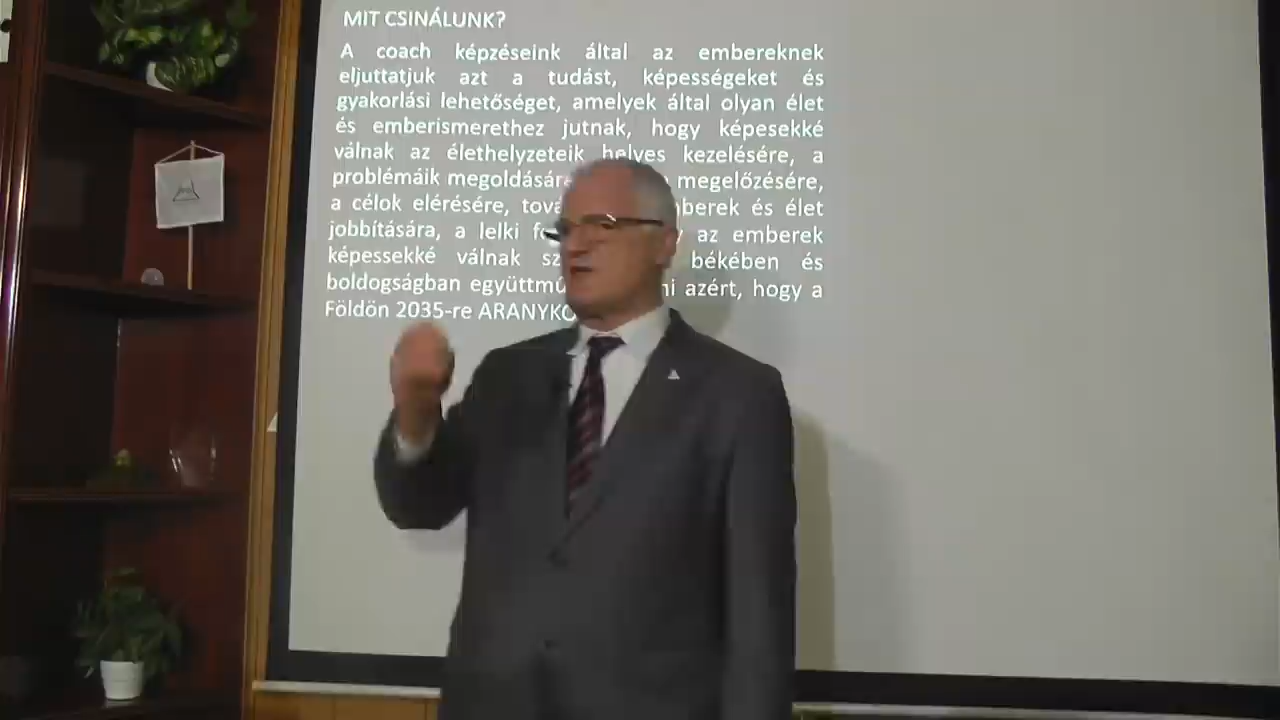 MIT CSINÁLUNK?
A coach képzéseink által az embereknek
eljuttatjuk azt a tudást, képességeket és
gyakorlási lehetőséget, amelyek által olyan élet
és emberismerethez jutnak, hogy képesekké
válnak az élethelyzeteik helyes kezelésére, a
problémáik megoldására megelőzésére,
a célok elérésére, és élet
jobbítására, a lelki az emberek
képessekké válnak békében és
boldogságban azért, hogy a
Földön 2035-re